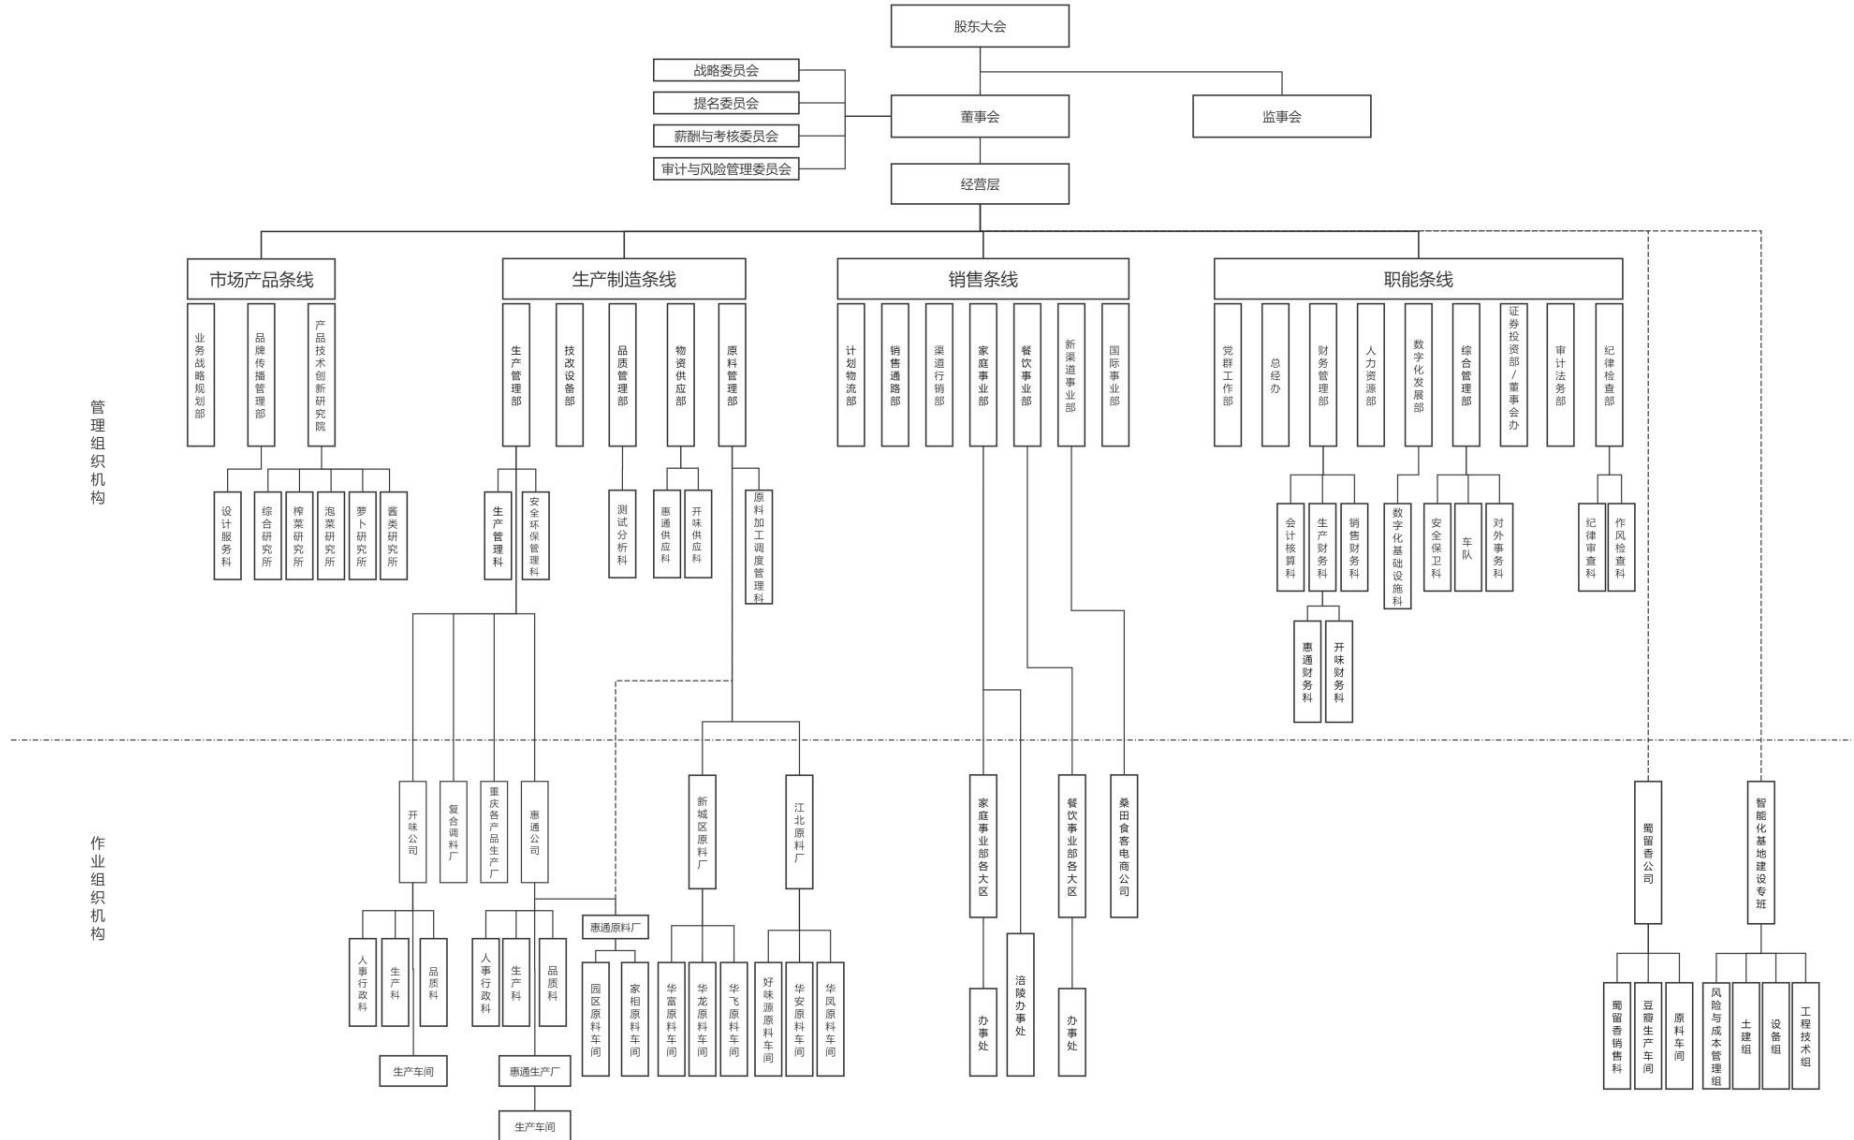 股东大会
战略委员会
提名委员会
薪酬与考核委员会
审计与风险管理委员会
董事会
监事会
经营层
市场产品条线
生产制造条线
销售条线
职能条线
业务战略规划部
品牌传播管理部
产品技术创新研究院
生产管理部
技改设备部
品质管理部
物资供应部
原料管理部
计划物流部
销售通路部
渠道行销部
家庭事业部
餐饮事业部
新渠道事业部
国际事业部
党群工作部
总经办
财务管理部
人力资源部
数字化发展部
综合管理部
证券投资部/董事会办
审计法务部
纪律检查部
管理组织机构
设计服务科
综合研究所
榨菜研究所
泡菜研究所
萝卜研究所
酱类研究所
生产管理科
安全环保管理科
测试分析科
惠通供应科
开味供应科
原料加工调度管理科
会计核算科
生产财务科
销售财务科
数字化基础设施科
安全保卫科
车队
对外事务科
纪律审查科
作风检查科
惠通财务科
开味财务科
作业组织机构
开味公司
复合调料厂
重庆各产品生产厂
惠通公司
新城区原料厂
江北原料厂
家庭事业部各大区
餐饮事业部各大区
桑田食客电商公司
蜀留香公司
智能化基地建设专班
惠通原料厂
人事行政科
生产科
品质科
人事行政科
生产科
品质科
园区原料车间
家相原料车间
华富原料车间
华龙原料车间
华飞原料车间
好味源原料车间
华安原料车间
华凤原料车间
办事处
涪陵办事处
办事处
蜀留香销售科
豆瓣生产车间
原料车间
风险与成本管理组
土建组
设备组
工程技术组
生产车间
惠通生产厂
生产车间